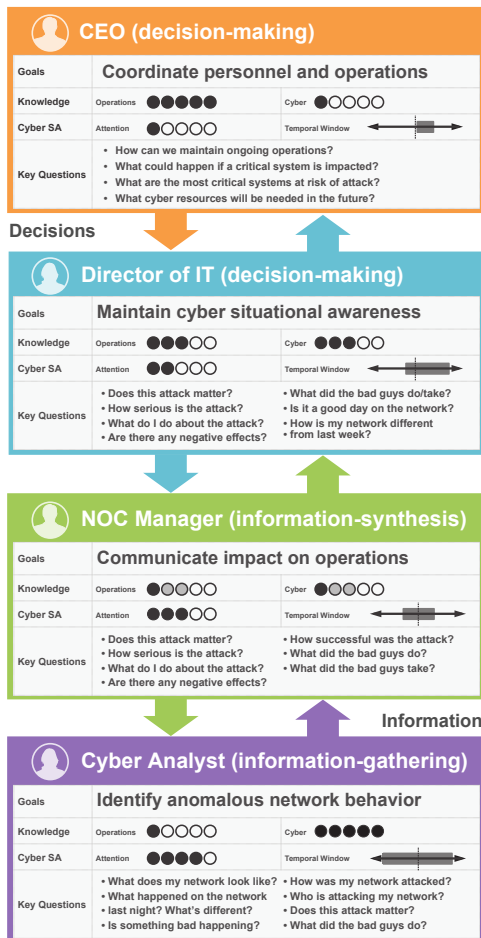 CEO (decision-making)
Goals Coordinate personnel and operations
Knowledge Operations Cyber
Cyber SA Attention Temporal Window
Key Questions
• How can we maintain ongoing operations?
• What could happen if a critical system is impacted?
• What are the most critical systems at risk of attack?
• What cyber resources will be needed in the future?
Decisions
Director of IT (decision-making)
Goals Maintain cyber situational awareness
Knowledge Operations Cyber
Cyber SA Attention Temporal Window
Key Questions
• Does this attack matter?
• How serious is the attack?
• What do I do about the attack?
• Are there any negative effects?
• What did the bad guys do/take?
• Is it a good day on the network?
• How is my network different
• from last week?
NOC Manager (information-synthesis)
Goals Communicate impact on operations
Knowledge Operations Cyber
Cyber SA Attention Temporal Window
Key Questions
• Does this attack matter?
• How serious is the attack?
• What do I do about the attack?
• Are there any negative effects?
• How successful was the attack?
• What did the bad guys do?
• What did the bad guys take?
Information
Cyber Analyst (information-gathering)
Goals Identify anomalous network behavior
Knowledge Operations Cyber
Cyber SA Attention Temporal Window
Key Questions
• What does my network look like?
• What happened on the network
• last night? What's different?
• Is something bad happening?
• How was my network attacked?
• Who is attacking my network?
• Does this attack matter?
• What did the bad guys do?